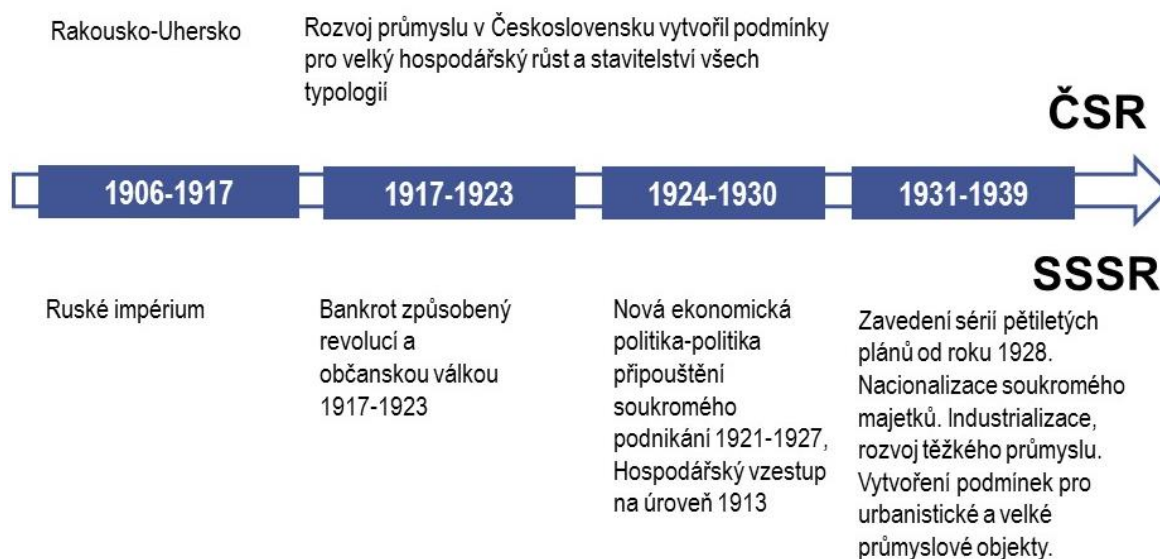 Rakousko-Uhersko
Rozvoj průmyslu v Československu vytvořil podmínky
pro velký hospodářský růst a stavitelství všech
typologií
ČSR
1906-1917
1917-1923
1924-1930
1931-1939
SSSR
Ruské impérium
Bankrot způsobený
revolucí a
občanskou válkou
1917-1923
Nová ekonomická
politika-politika
připouštění
soukromého
podnikání 1921-1927,
Hospodářský vzestup
na úroveň 1913
Zavedení sérií pětiletých
plánů od roku 1928.
Nacionalizace soukromého
majetků. Industrializace,
rozvoj těžkého průmyslu.
Vytvoření podmínek pro
urbanistické a velké
průmyslové objekty.